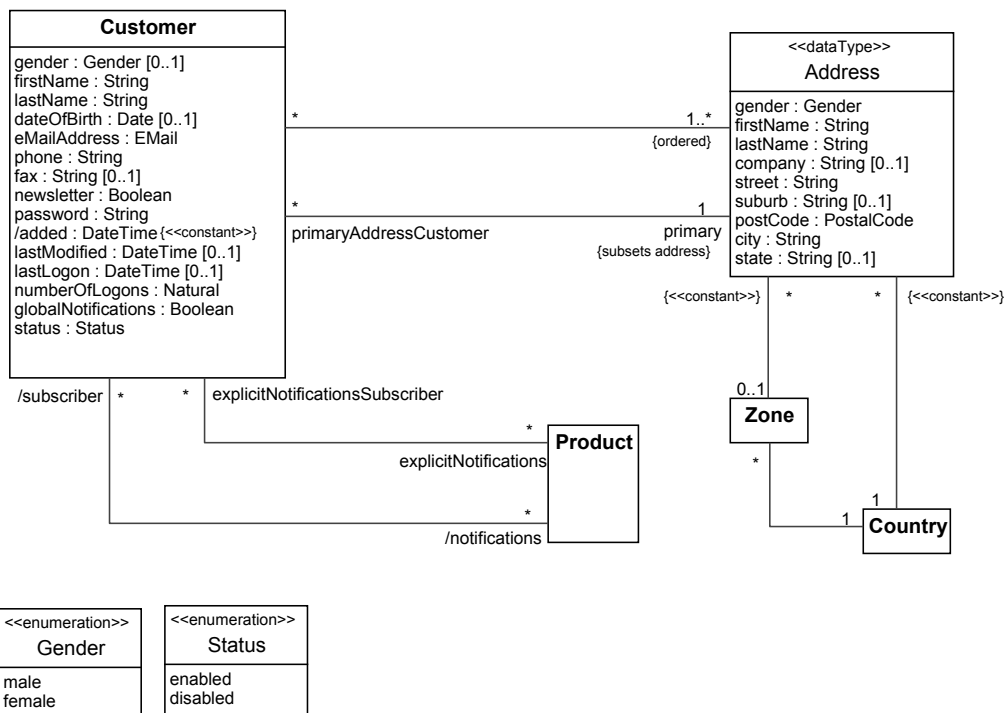 Customer
gender : Gender [0..1]
firstName : String
lastName : String
dateOfBirth : Date [0..1]
eMailAddress : EMail
phone : String
fax : String [0..1]
newsletter : Boolean
password : String
/added : DateTime {<<constant>>}
lastModified : DateTime [0..1]
lastLogon : DateTime [0..1]
numberOfLogons : Natural
globalNotifications : Boolean
status : Status
<<dataType>>
Address
gender : Gender
firstName : String
lastName : String
company : String [0..1]
street : String
suburb : String [0..1]
postCode : PostalCode
city : String
state : String [0..1]
* 1..*
{ordered}
* 1
primaryAddressCustomer primary
{subsets address}
{<<constant>>} * * {<<constant>>}
/subscriber * * explicitNotificationsSubscriber
0..1
Zone
*
explicitNotifications
Product
*
1
1
Country
*
/notifications
<<enumeration>>
Gender
male
female
<<enumeration>>
Status
enabled
disabled